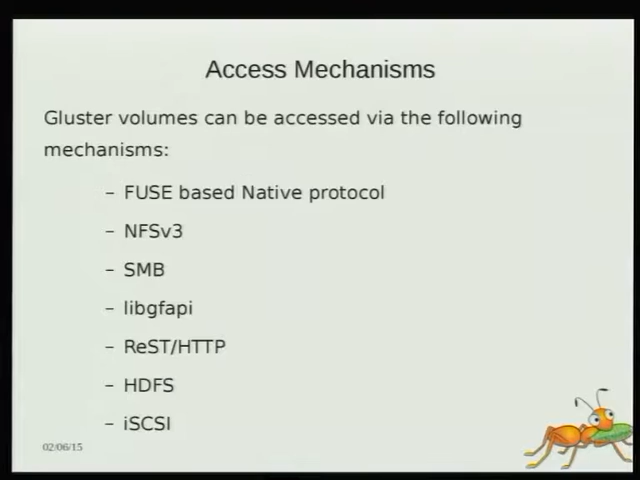 Access Mechanisms
Gluster volumes can be accessed via the following
mechanisms:
– FUSE based Native protocol
– NFSv3
– SMB
– libgfapi
– ReST/HTTP
– HDFS
– iSCSI
02/06/15